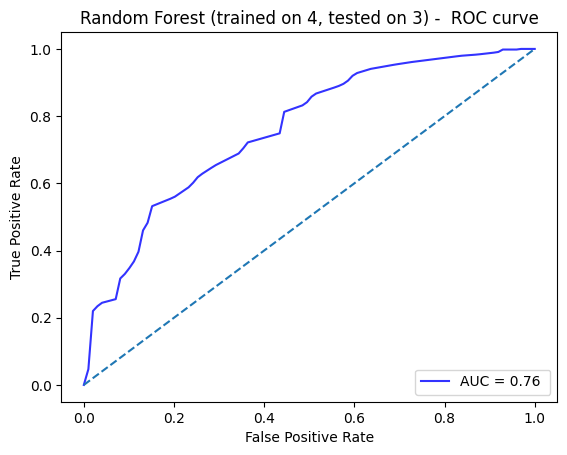 Random Forest (trained on 4, tested on 3) -  ROC curve
1.0
0.8
0.6
0.4
0.2
0.0
True Positive Rate
0.0 0.2 0.4 0.6 0.8 1.0
False Positive Rate
AUC = 0.76